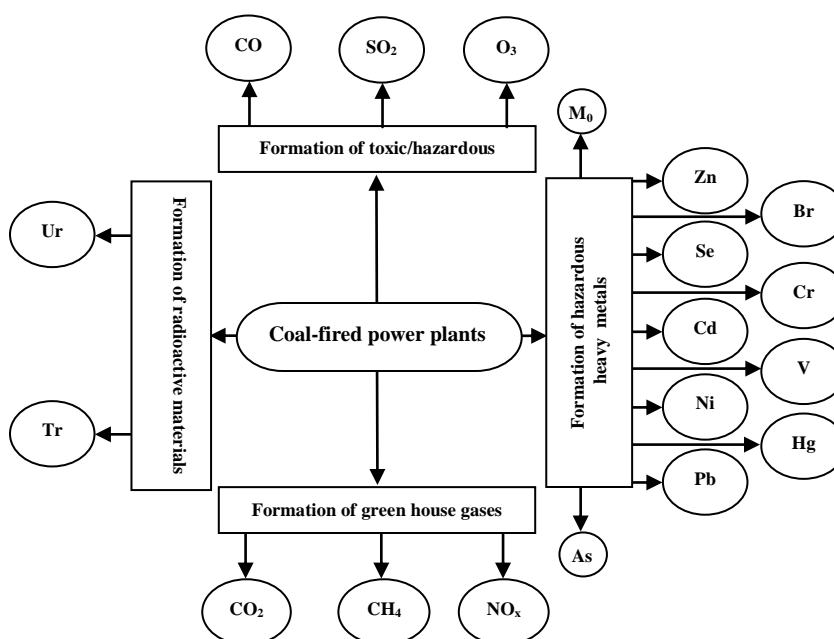 CO
SO₂
O₃
M₀
Formation of toxic/hazardous
Zn
Br
Ur
Formation of radioactive materials
Se
Formation of hazardous
heavy metals
Cr
Coal-fired power plants
Cd
V
Ni
Tr
Hg
Pb
Formation of green house gases
As
CO₂
CH₄
NOₓ